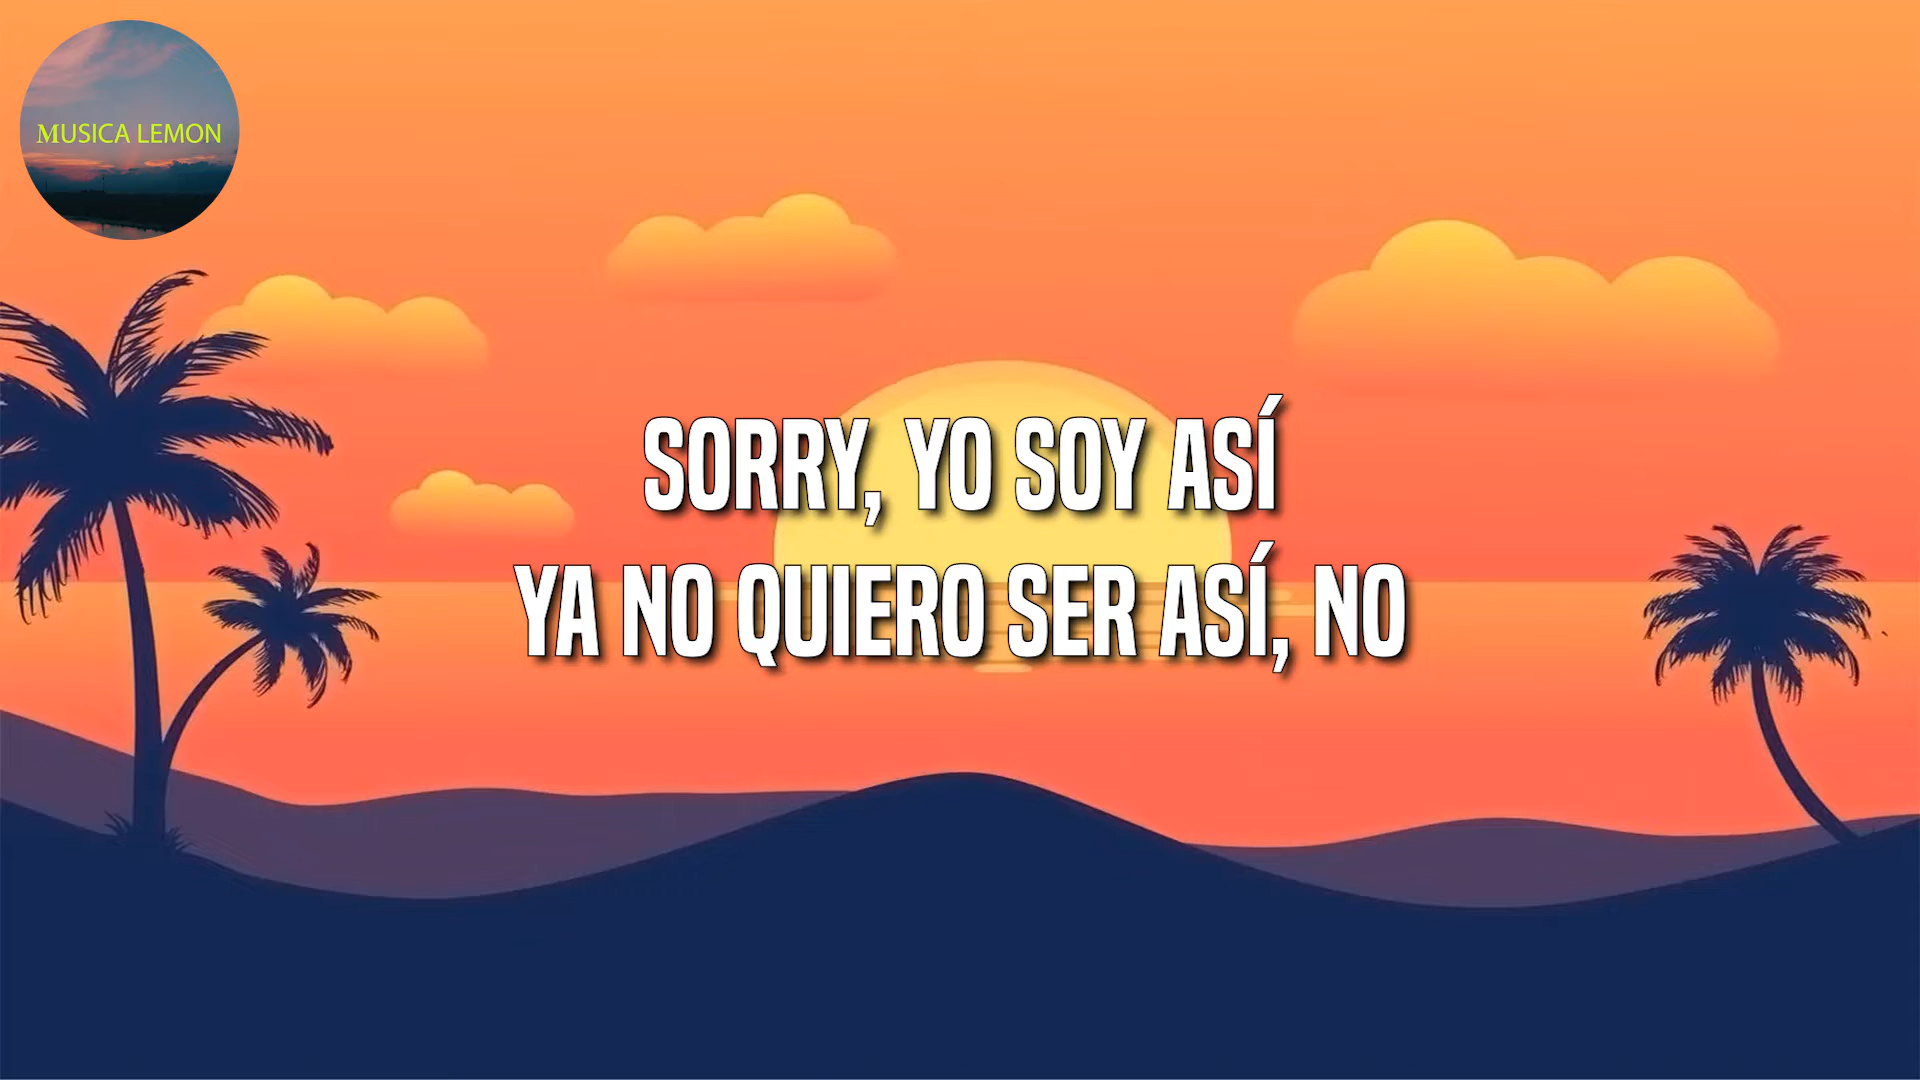 MUSICA LEMON
SORRY, YO SOY ASÍ
YA NO QUIERO SER ASÍ, NO